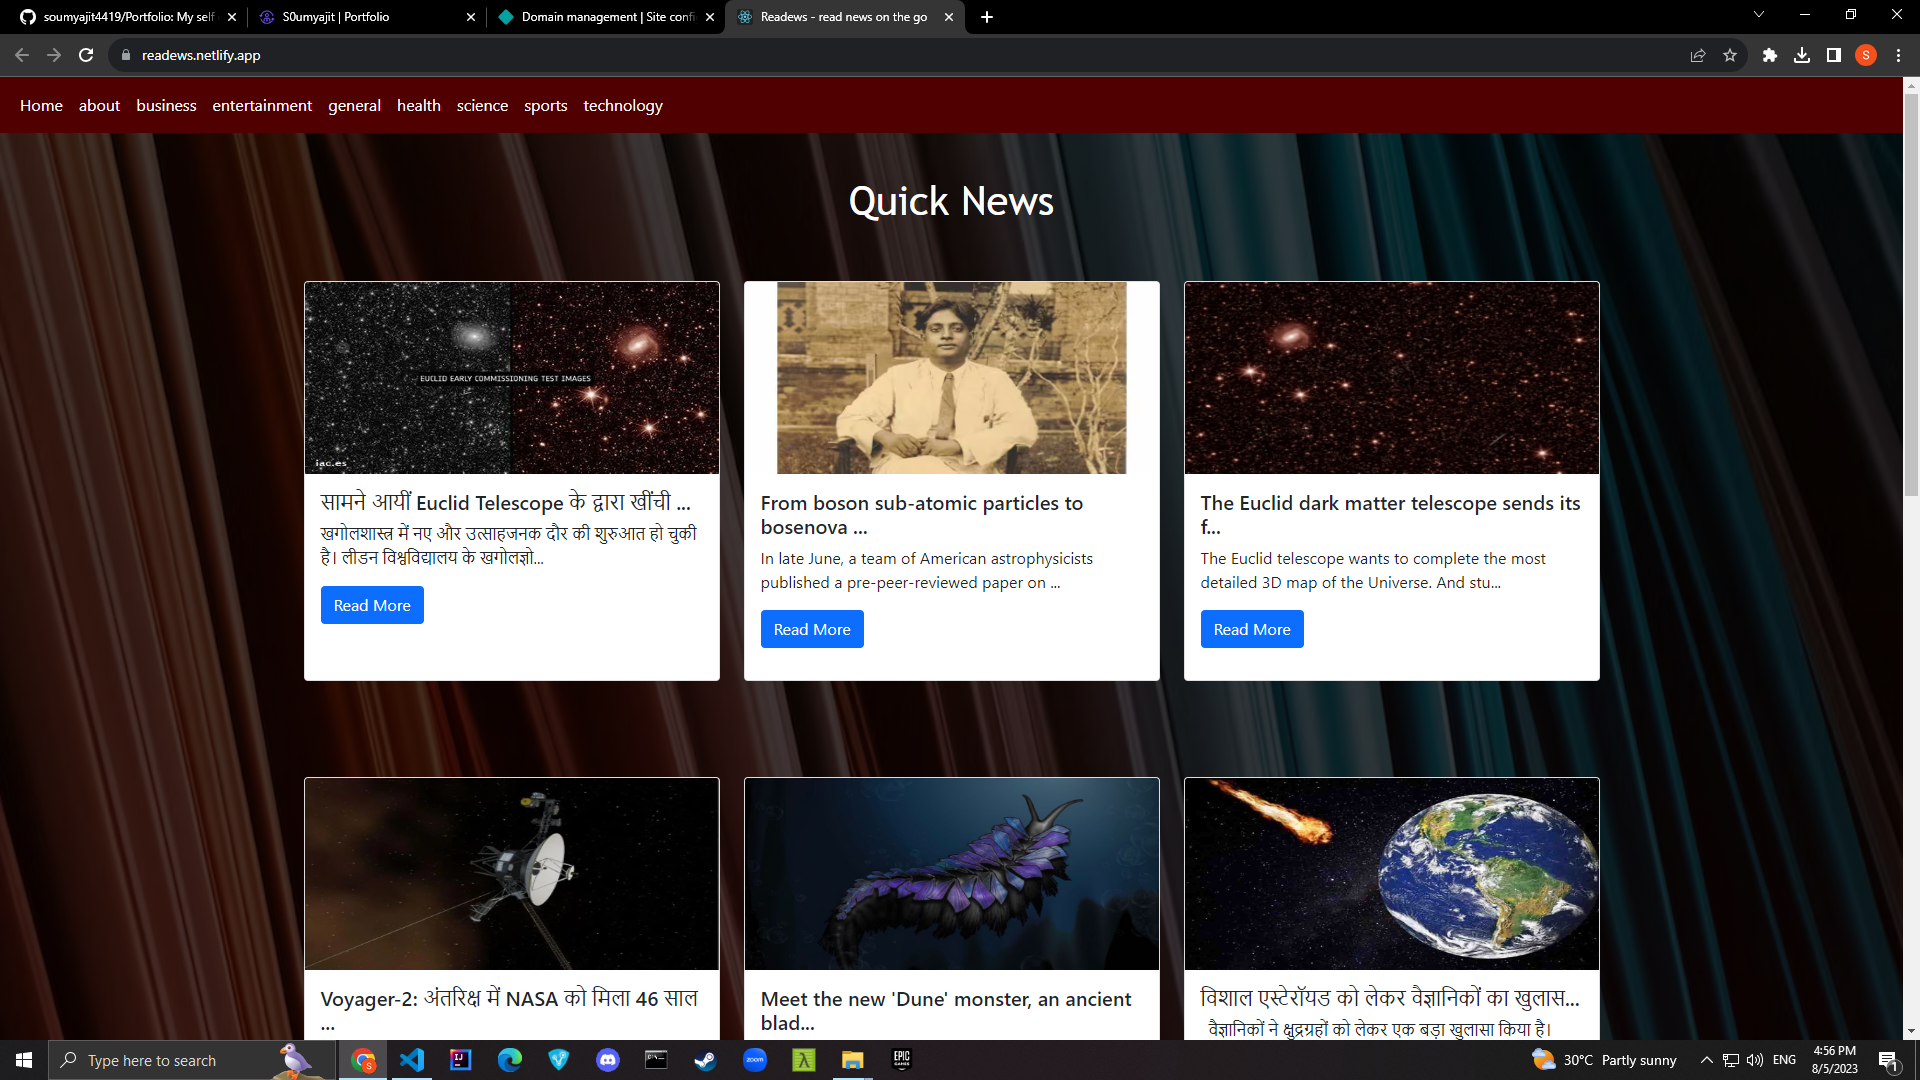 soumyajit4419/Portfolio: My self
S0umyajit | Portfolio
Domain management | Site confi
Readews - read news on the go
readews.netlify.app
S
Home about business entertainment general health science sports technology
Quick News
EUCLID EARLY COMMISSIONING TEST IMAGES
iac.es
सामने आयीं Euclid Telescope के द्वारा खींची ...
खगोलशास्त्र में नए और उत्साहजनक दौर की शुरुआत हो चुकी
है। लीडन विश्वविद्यालय के खगोलज्ञो...
Read More
From boson sub-atomic particles to
bosenova ...
In late June, a team of American astrophysicists
published a pre-peer-reviewed paper on ...
Read More
The Euclid dark matter telescope sends its
f...
The Euclid telescope wants to complete the most
detailed 3D map of the Universe. And stu...
Read More
Voyager-2: अंतरिक्ष में NASA को मिला 46 साल
...
Meet the new 'Dune' monster, an ancient
blad...
विशाल एस्टेरॉयड को लेकर वैज्ञानिकों का खुलास...
वैज्ञानिकों ने क्षुद्रग्रहों को लेकर एक बड़ा खुलासा किया है।
Type here to search
S
IJ
zoom
EPIC
GAMES
30°C Partly sunny
ENG
4:56 PM
8/5/2023
1